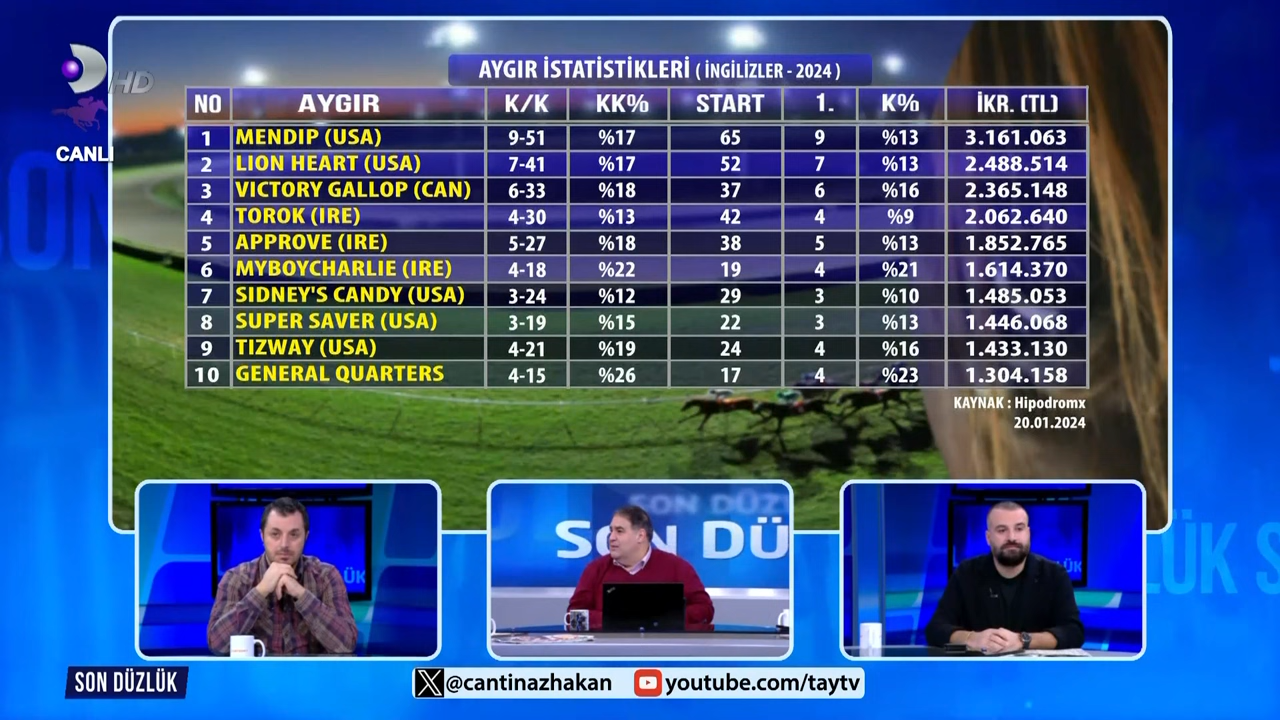 HD
CANLI
AYGIR İSTATİSTİKLERİ ( İNGİLİZLER - 2024 )
NO AYGIR K/K KK% START 1. K% İKR. (TL)
1 MENDIP (USA) 9-51 %17 65 9 %13 3.161.063
2 LION HEART (USA) 7-41 %17 52 7 %13 2.488.514
3 VICTORY GALLOP (CAN) 6-33 %18 37 6 %16 2.365.148
4 TOROK (IRE) 4-30 %13 42 4 %9 2.062.640
5 APPROVE (IRE) 5-27 %18 38 5 %13 1.852.765
6 MYBOYCHARLIE (IRE) 4-18 %22 19 4 %21 1.614.370
7 SIDNEY'S CANDY (USA) 3-24 %12 29 3 %10 1.485.053
8 SUPER SAVER (USA) 3-19 %15 22 3 %13 1.446.068
9 TIZWAY (USA) 4-21 %19 24 4 %16 1.433.130
10 GENERAL QUARTERS 4-15 %26 17 4 %23 1.304.158
KAYNAK : Hipodromx
20.01.2024
SON
SON DÜZ
SON DÜ
LÜK
LÜK S
SON DÜZLÜK
@cantinazhakan youtube.com/taytv